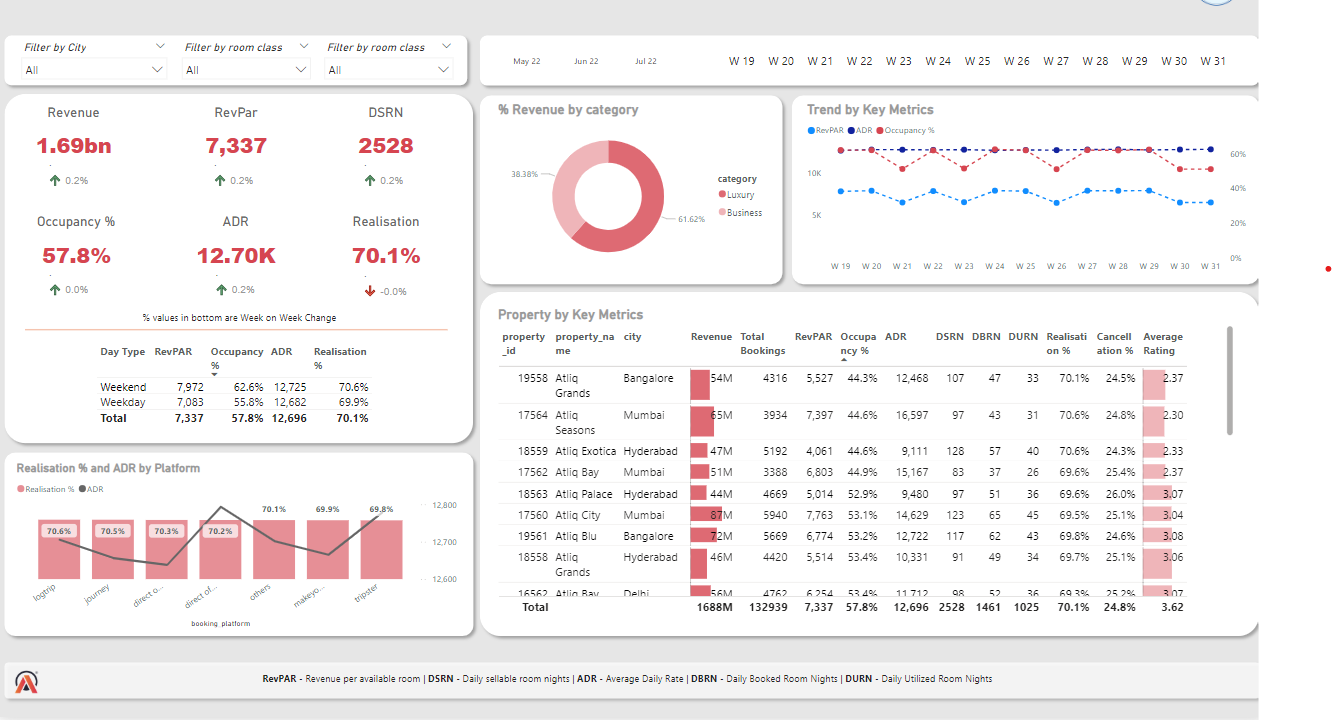 Filter by City
All
Filter by room class
All
Filter by room class
All
May 22 Jun 22 Jul 22
W 19 W 20 W 21 W 22 W 23 W 24 W 25 W 26 W 27 W 28 W 29 W 30 W 31
Revenue RevPar DSRN
1.69bn 7,337 2528
0.2% 0.2% 0.2%
Occupancy % ADR Realisation
57.8% 12.70K 70.1%
0.0% 0.2% -0.0%
% values in bottom are Week on Week Change
Day Type RevPAR Occupancy % ADR Realisation %
Weekend 7,972 62.6% 12,725 70.6%
Weekday 7,083 55.8% 12,682 69.9%
Total 7,337 57.8% 12,696 70.1%
Realisation % and ADR by Platform
Realisation % ADR
70.6% 70.5% 70.3% 70.2% 70.1% 69.9% 69.8%
12,800
12,700
12,600
logtrip journey direct o... direct of... others makeyo... tripster
booking_platform
% Revenue by category
38.38%
61.62%
category
Luxury
Business
Trend by Key Metrics
RevPAR ADR Occupancy %
10K
5K
60%
40%
20%
0%
W 19 W 20 W 21 W 22 W 23 W 24 W 25 W 26 W 27 W 28 W 29 W 30 W 31
Property by Key Metrics
property Revenue Total RevPAR Occupa ADR DSRN DBRN DURN Realisati Cancell Average
_id property_na me city Bookings ncy % on % ation % Rating
19558 Atliq Grands Bangalore 54M 4316 5,527 44.3% 12,468 107 47 33 70.1% 24.5% 2.37
17564 Atliq Seasons Mumbai 65M 3934 7,397 44.6% 16,597 97 43 31 70.6% 24.8% 2.30
18559 Atliq Exotica Hyderabad 47M 5192 4,061 44.6% 9,111 128 57 40 70.6% 24.3% 2.33
17562 Atliq Bay Mumbai 51M 3388 6,803 44.9% 15,167 83 37 26 69.6% 25.4% 2.37
18563 Atliq Palace Hyderabad 44M 4669 5,014 52.9% 9,480 97 51 36 69.6% 26.0% 3.07
17560 Atliq City Mumbai 87M 5940 7,763 53.1% 14,629 123 65 45 69.5% 25.1% 3.04
19561 Atliq Blu Bangalore 72M 5669 6,774 53.2% 12,722 117 62 43 69.8% 24.6% 3.08
18558 Atliq Grands Hyderabad 46M 4420 5,514 53.4% 10,331 91 49 34 69.7% 25.1% 3.06
16562 Atliq Bay Delhi 56M 4762 6,254 53.4% 11,712 98 52 36 69.3% 25.2% 3.07
Total 1688M 132939 7,337 57.8% 12,696 2528 1461 1025 70.1% 24.8% 3.62
RevPAR - Revenue per available room | DSRN - Daily sellable room nights | ADR - Average Daily Rate | DBRN - Daily Booked Room Nights | DURN - Daily Utilized Room Nights